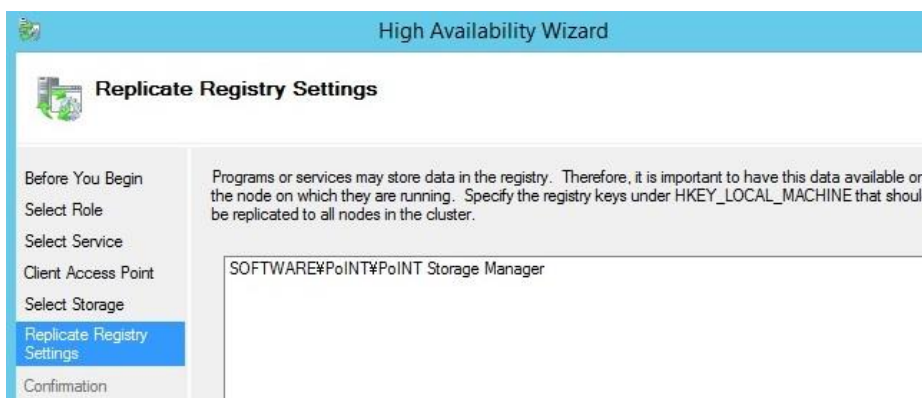 High Availability Wizard
Replicate Registry Settings
Before You Begin
Select Role
Select Service
Client Access Point
Select Storage
Replicate Registry
Settings
Confirmation
Programs or services may store data in the registry. Therefore, it is important to have this data available
the node on which they are running. Specify the registry keys under HKEY_LOCAL_MACHINE that
be replicated to all nodes in the cluster.
SOFTWARE¥PoINT¥PoINT Storage Manager